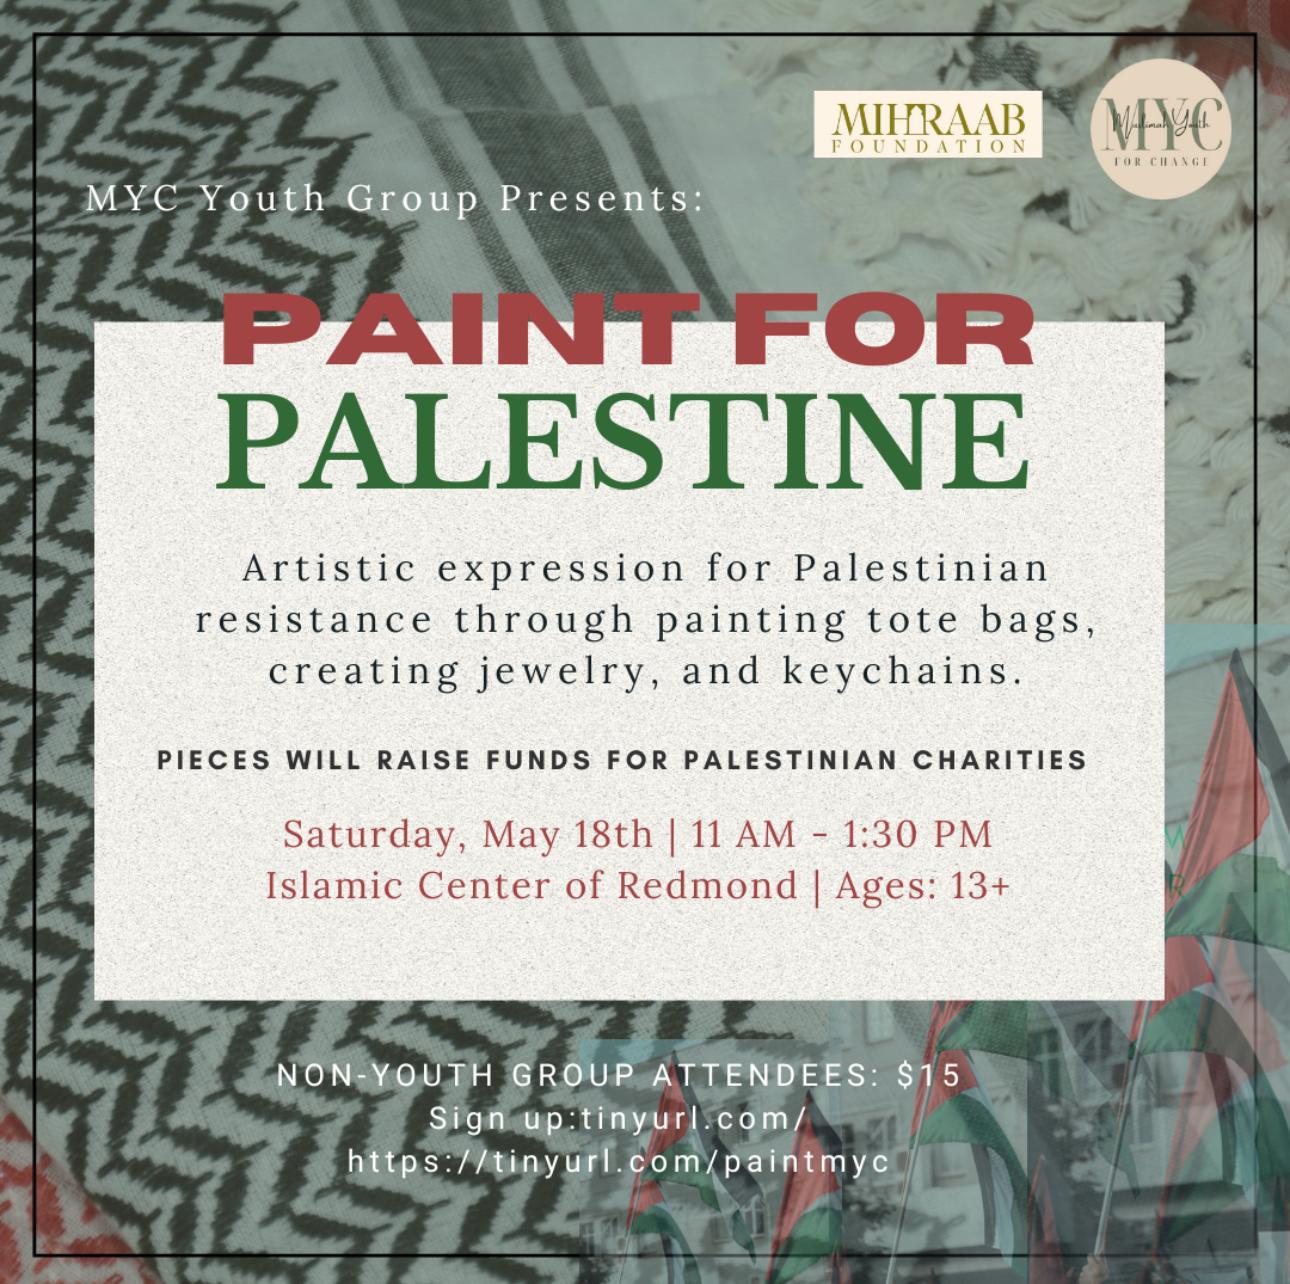 MIHRAAB
FOUNDATION
MYC
Muslimah Youth
FOR CHANGE
MYC Youth Group Presents:
PAINT FOR
PALESTINE
Artistic expression for Palestinian
resistance through painting tote bags,
creating jewelry, and keychains.
PIECES WILL RAISE FUNDS FOR PALESTINIAN CHARITIES
Saturday, May 18th | 11 AM - 1:30 PM
Islamic Center of Redmond | Ages: 13+
W
R
NON-YOUTH GROUP ATTENDEES: $15
Sign up:tinyurl.com/
https://tinyurl.com/paintmyc